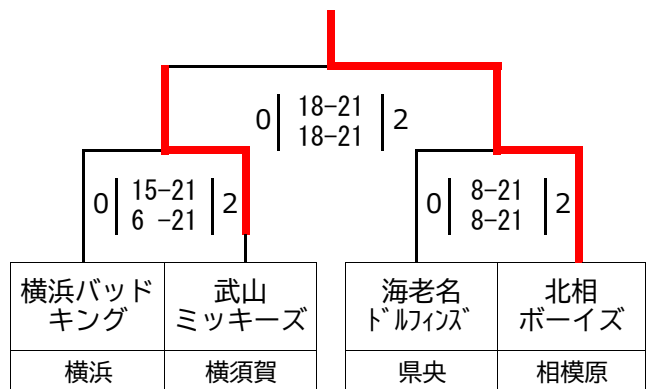 0 18-21 2
18-21
0 15-21 2
6 -21
0 8-21 2
8-21
横浜バッド
キング
武山
ミッキーズ
海老名
ドルフィンズ
北相
ボーイズ
横浜
横須賀
県央
相模原